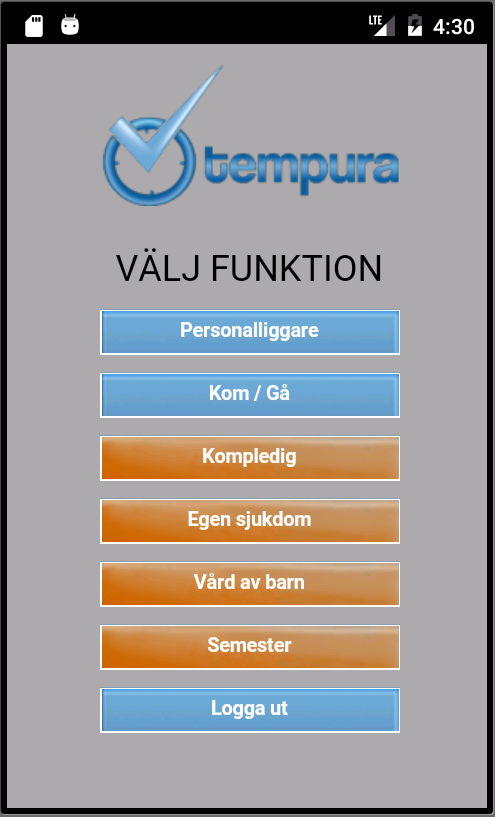 LTE 4:30
tempura
VÄLJ FUNKTION
Personalliggare
Kom / Gå
Kompledig
Egen sjukdom
Vård av barn
Semester
Logga ut